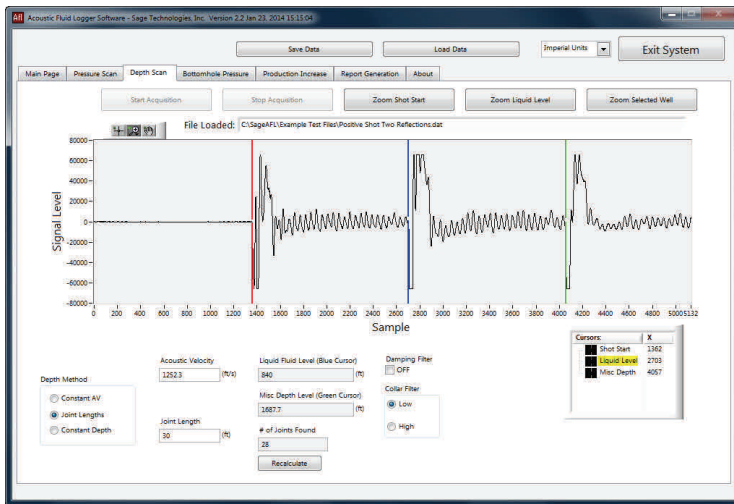 Afl Acoustic Fluid Logger Software - Sage Technologies, Inc. Version 2.2 Jan 23, 2014 15:15:04
Save Data Load Data Imperial Units Exit System
Main Page Pressure Scan Depth Scan Bottomhole Pressure Production Increase Report Generation About
Start Acquisition Stop Acquisition Zoom Shot Start Zoom Liquid Level Zoom Selected Well
File Loaded: C:\SageAFL\Example Test Files\Positive Shot Two Reflections.dat
Signal Level
80000
60000
40000
20000
0
-20000
-40000
-60000
-80000
0 200 400 600 800 1000 1200 1400 1600 1800 2000 2200 2400 2600 2800 3000 3200 3400 3600 3800 4000 4200 4400 4600 4800 5000 5132
Sample
Cursors: X
Shot Start 1362
Liquid Level 2703
Misc Depth 4057
Depth Method
Constant AV
Joint Lengths
Constant Depth
Acoustic Velocity
1252.3 (ft/s)
Joint Length
30 (ft)
Liquid Fluid Level (Blue Cursor)
840 (ft)
Misc Depth Level (Green Cursor)
1687.7 (ft)
# of Joints Found
28
Recalculate
Damping Filter
OFF
Collar Filter
Low
High